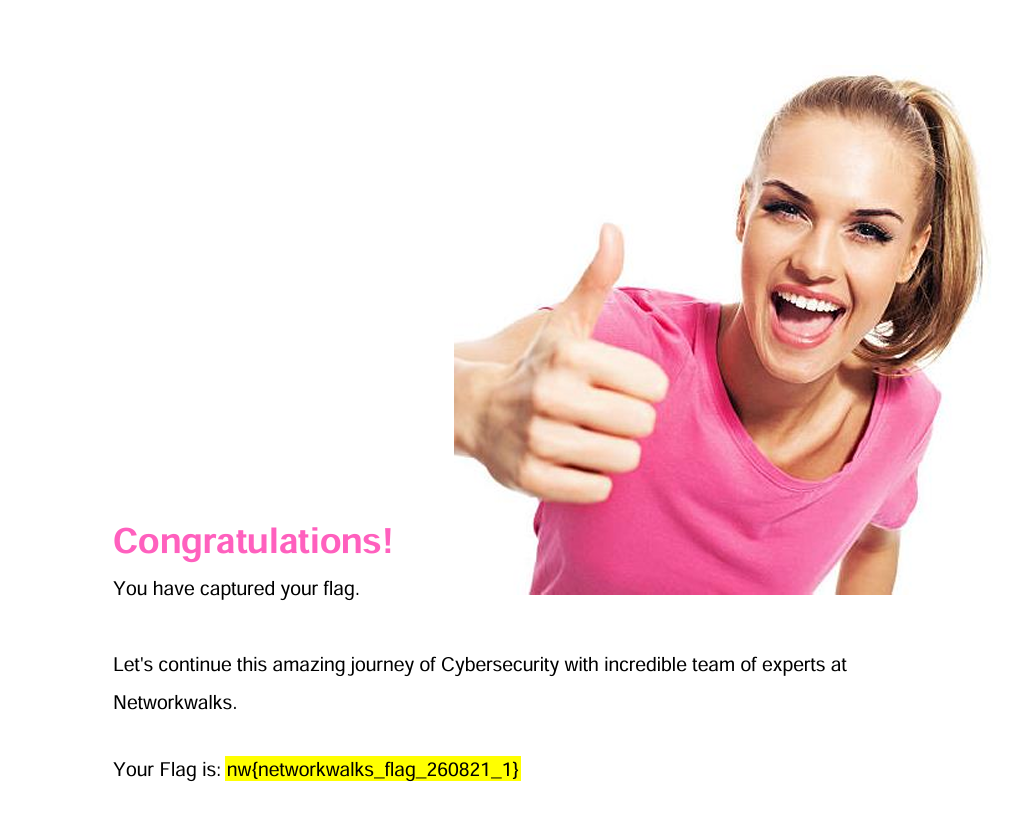 Congratulations!
You have captured your flag.
Let's continue this amazing journey of Cybersecurity with incredible team of experts at
Networkwalks.
Your Flag is: nw{networkwalks_flag_260821_1}